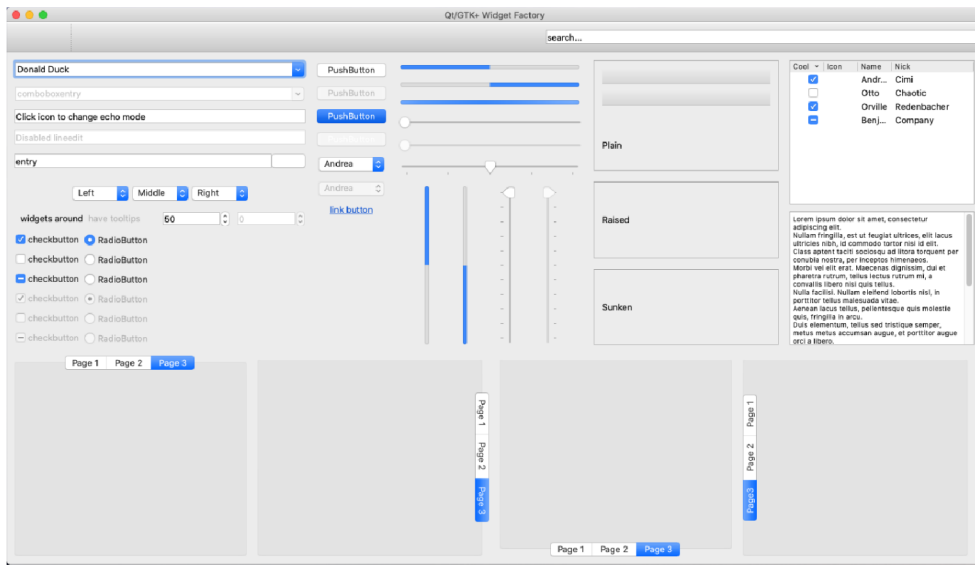 Qt/GTK+ Widget Factory
search...
Donald Duck
comboboxentry
Click icon to change echo mode
Disabled lineedit
entry
Left Middle Right
widgets around have tooltips 50 0
checkbutton RadioButton
checkbutton RadioButton
checkbutton RadioButton
checkbutton RadioButton
checkbutton RadioButton
checkbutton RadioButton
PushButton
PushButton
PushButton
PushButton
Andrea
Andrea
link button
Plain
Raised
Sunken
Cool Icon Name Nick
Andr... Cimi
Otto Chaotic
Orville Redenbacher
Benj... Company
Lorem ipsum dolor sit amet, consectetur
adipiscing elit.
Nullam fringilla, est ut feugiat ultrices, elit lacus
ultricies nibh, id commodo tortor nisi id elit.
Class aptent taciti sociosqu ad litora torquent per
conubia nostra, per inceptos himenaeos.
Morbi vel elit erat. Maecenas dignissim, dui et
pharetra rutrum, tellus lectus rutrum mi, a
convallis libero nisi quis tellus.
Nulla facilisi. Nullam eleifend lobortis nisl, in
porttitor tellus malesuada vitae.
Aenean lacus tellus, pellentesque quis molestie
quis, fringilla in arcu.
Duis elementum, tellus sed tristique semper,
metus metus accumsan augue, et porttitor augue
orci a libero.
Page 1 Page 2 Page 3
Page 1
Page 2
Page 3
Page 1 Page 2 Page 3
Page 1
Page 2
Page3